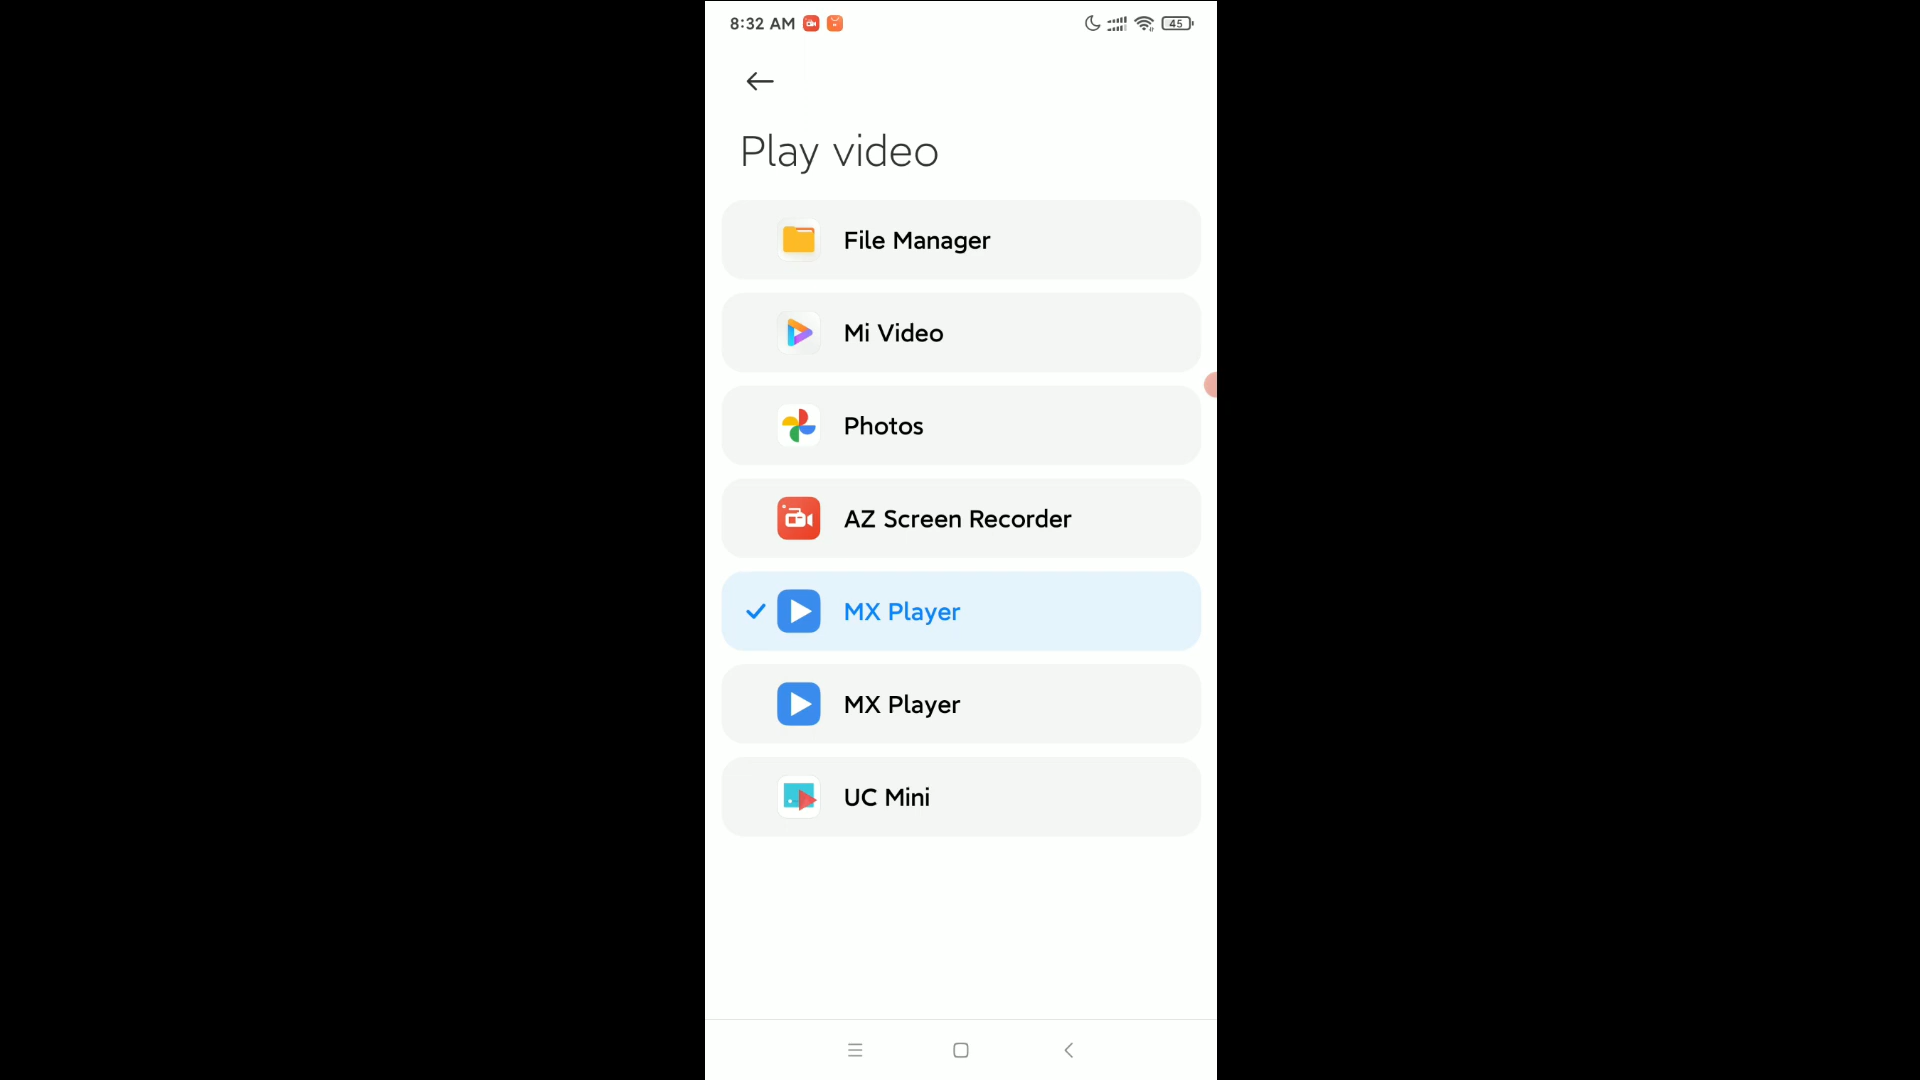 8:32 AM
45
Play video
File Manager
Mi Video
Photos
AZ Screen Recorder
MX Player
MX Player
UC Mini